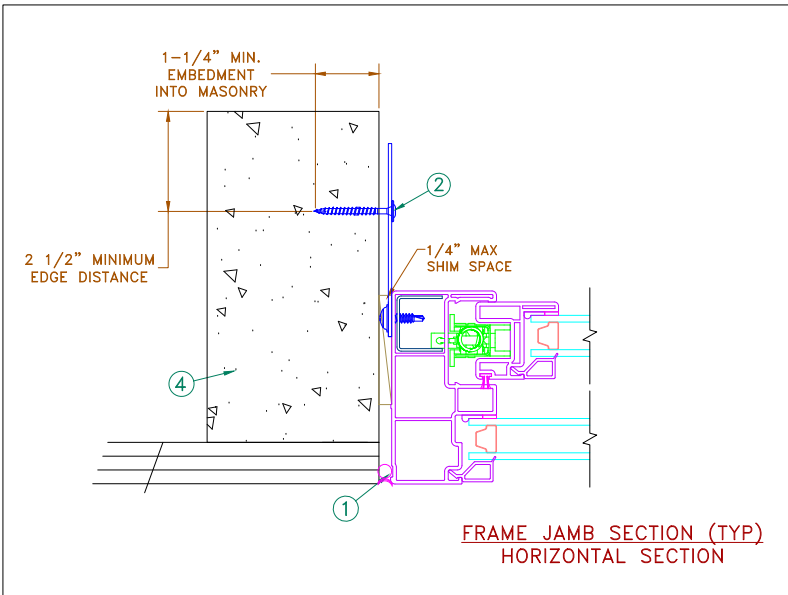 1-1/4" MIN.
EMBEDMENT
INTO MASONRY
2
2 1/2" MINIMUM
EDGE DISTANCE
1/4" MAX
SHIM SPACE
4
1
FRAME JAMB SECTION (TYP)
HORIZONTAL SECTION